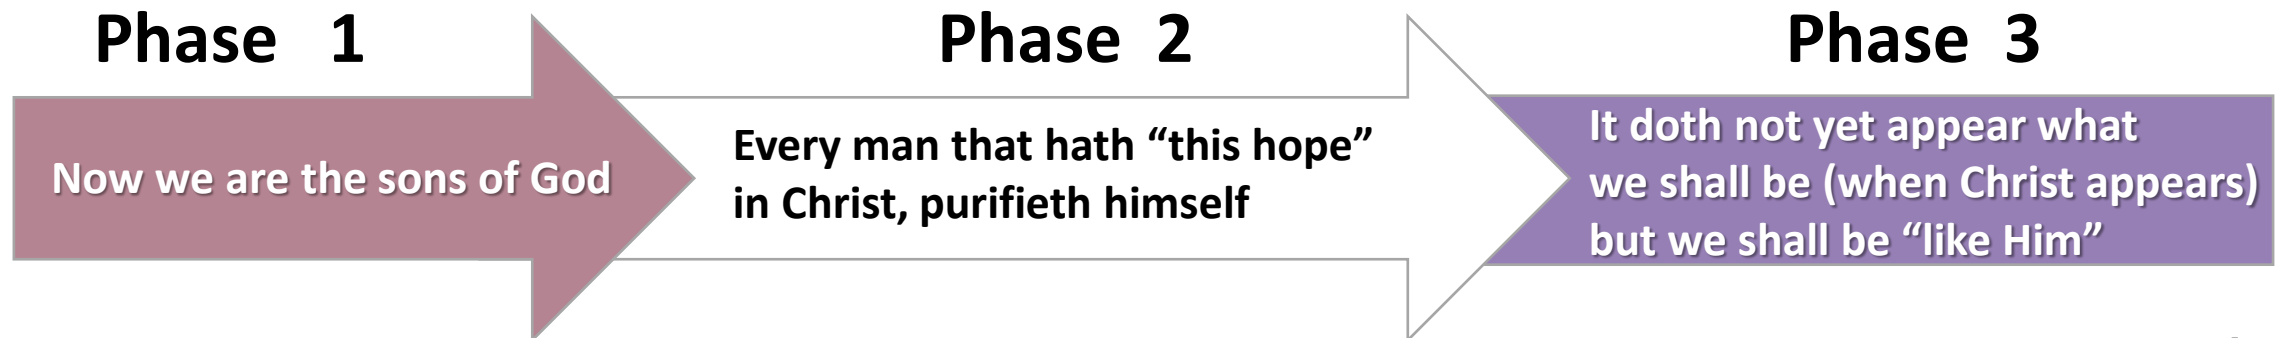 Phase 1
Phase 2
Phase 3
Now we are the sons of God
Every man that hath “this hope”
in Christ, purifieth himself
It doth not yet appear what
we shall be (when Christ appears)
but we shall be “like Him”